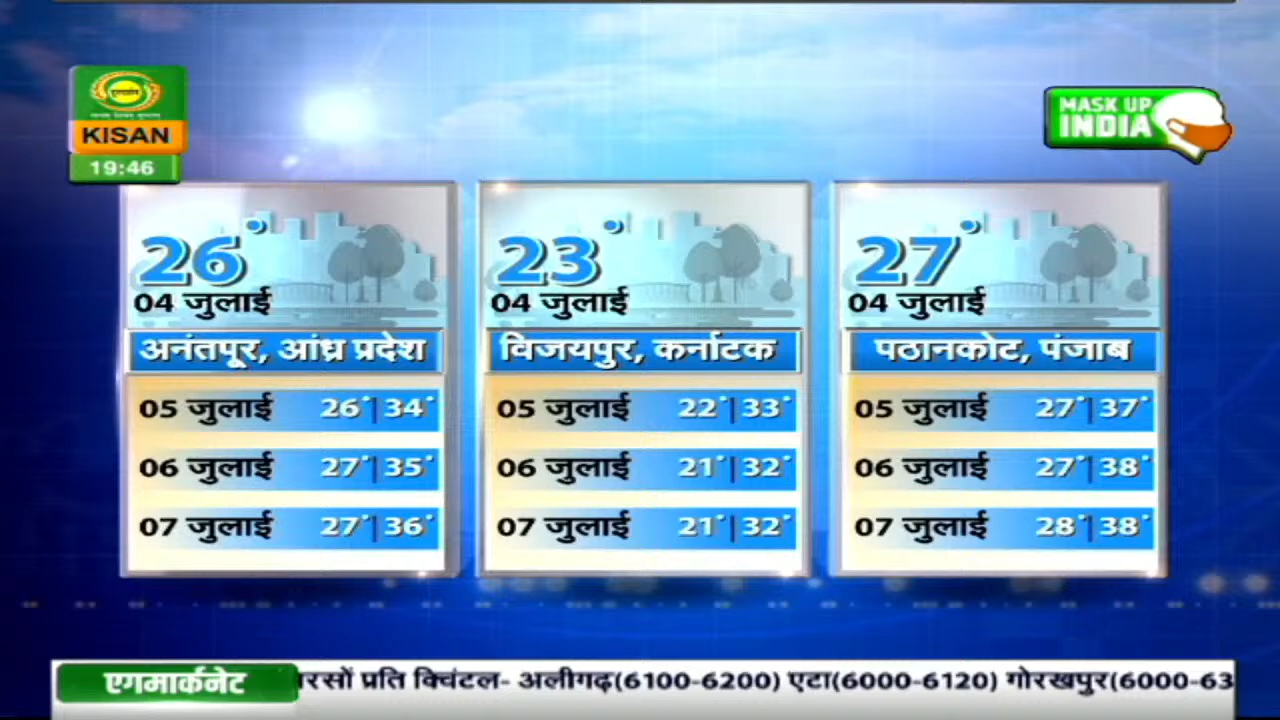 KISAN
19:46
MASK UP
INDIA
26°
04 जुलाई
अनंतपूर, आंध्र प्रदेश
05 जुलाई 26° | 34°
06 जुलाई 27° | 35°
07 जुलाई 27° | 36°
23°
04 जुलाई
विजयपुर, कर्नाटक
05 जुलाई 22° | 33°
06 जुलाई 21° | 32°
07 जुलाई 21° | 32°
27°
04 जुलाई
पठानकोट, पंजाब
05 जुलाई 27° | 37°
06 जुलाई 27° | 38°
07 जुलाई 28° | 38°
एगमार्कनेट रसों प्रति क्विंटल- अलीगढ़(6100-6200) एटा(6000-6120) गोरखपुर(6000-63